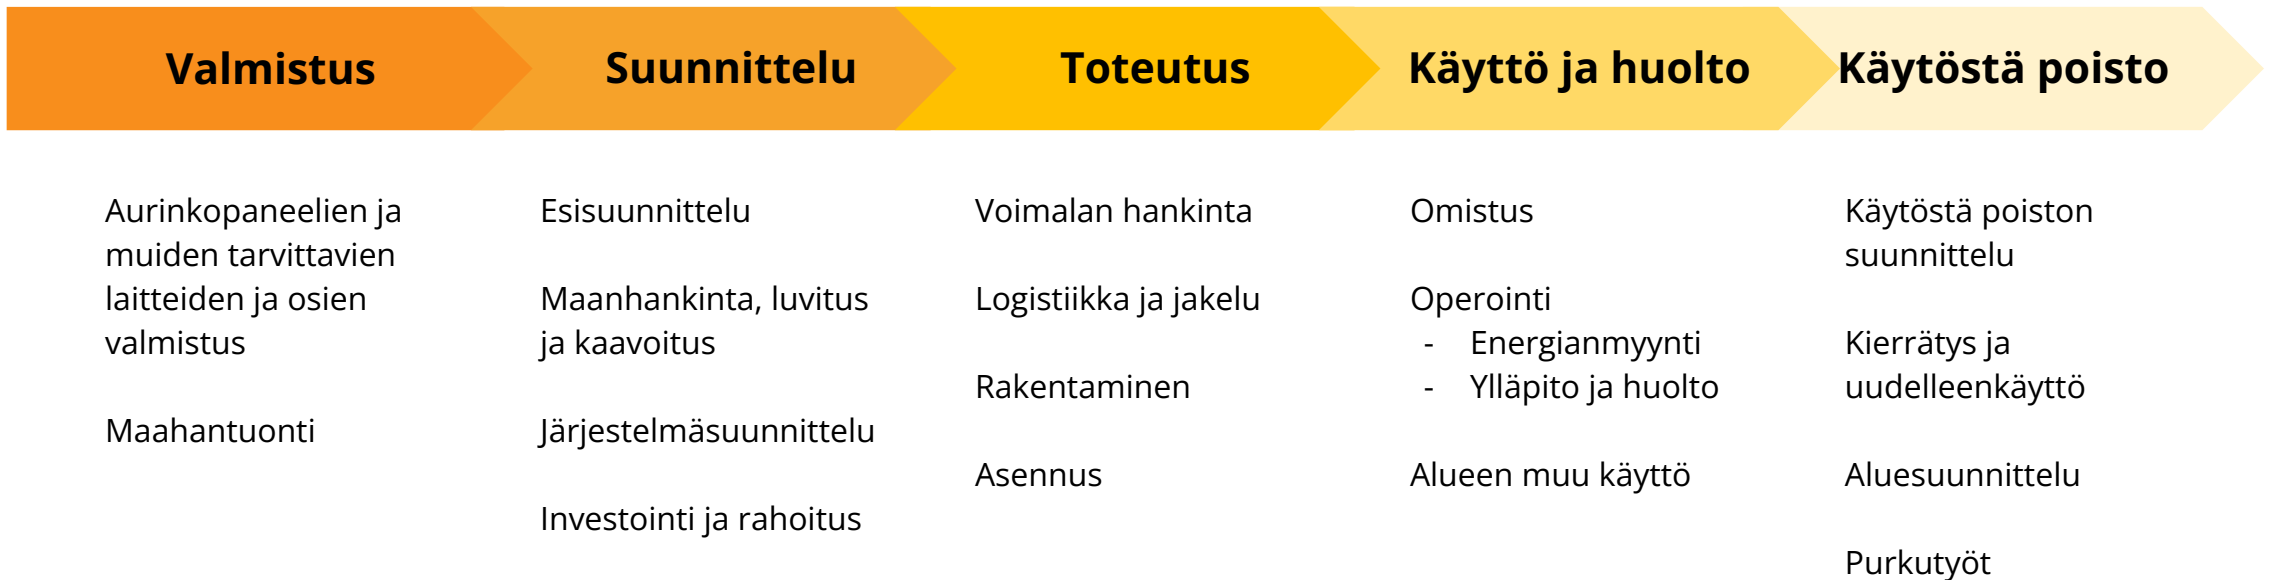 Valmistus
Suunnittelu
Toteutus
Käyttö ja huolto
Käytöstä poisto
Aurinkopaneelien ja
muiden tarvittavien
laitteiden ja osien
valmistus
Maahantuonti
Esisuunnittelu
Maanhankinta, luvitus
ja kaavoitus
Järjestelmäsuunnittelu
Investointi ja rahoitus
Voimalan hankinta
Logistiikka ja jakelu
Rakentaminen
Asennus
Omistus
Operointi
- Energianmyynti
- Ylläpito ja huolto
Alueen muu käyttö
Käytöstä poiston
suunnittelu
Kierrätys ja
uudelleenkäyttö
Aluesuunnittelu
Purkutyöt